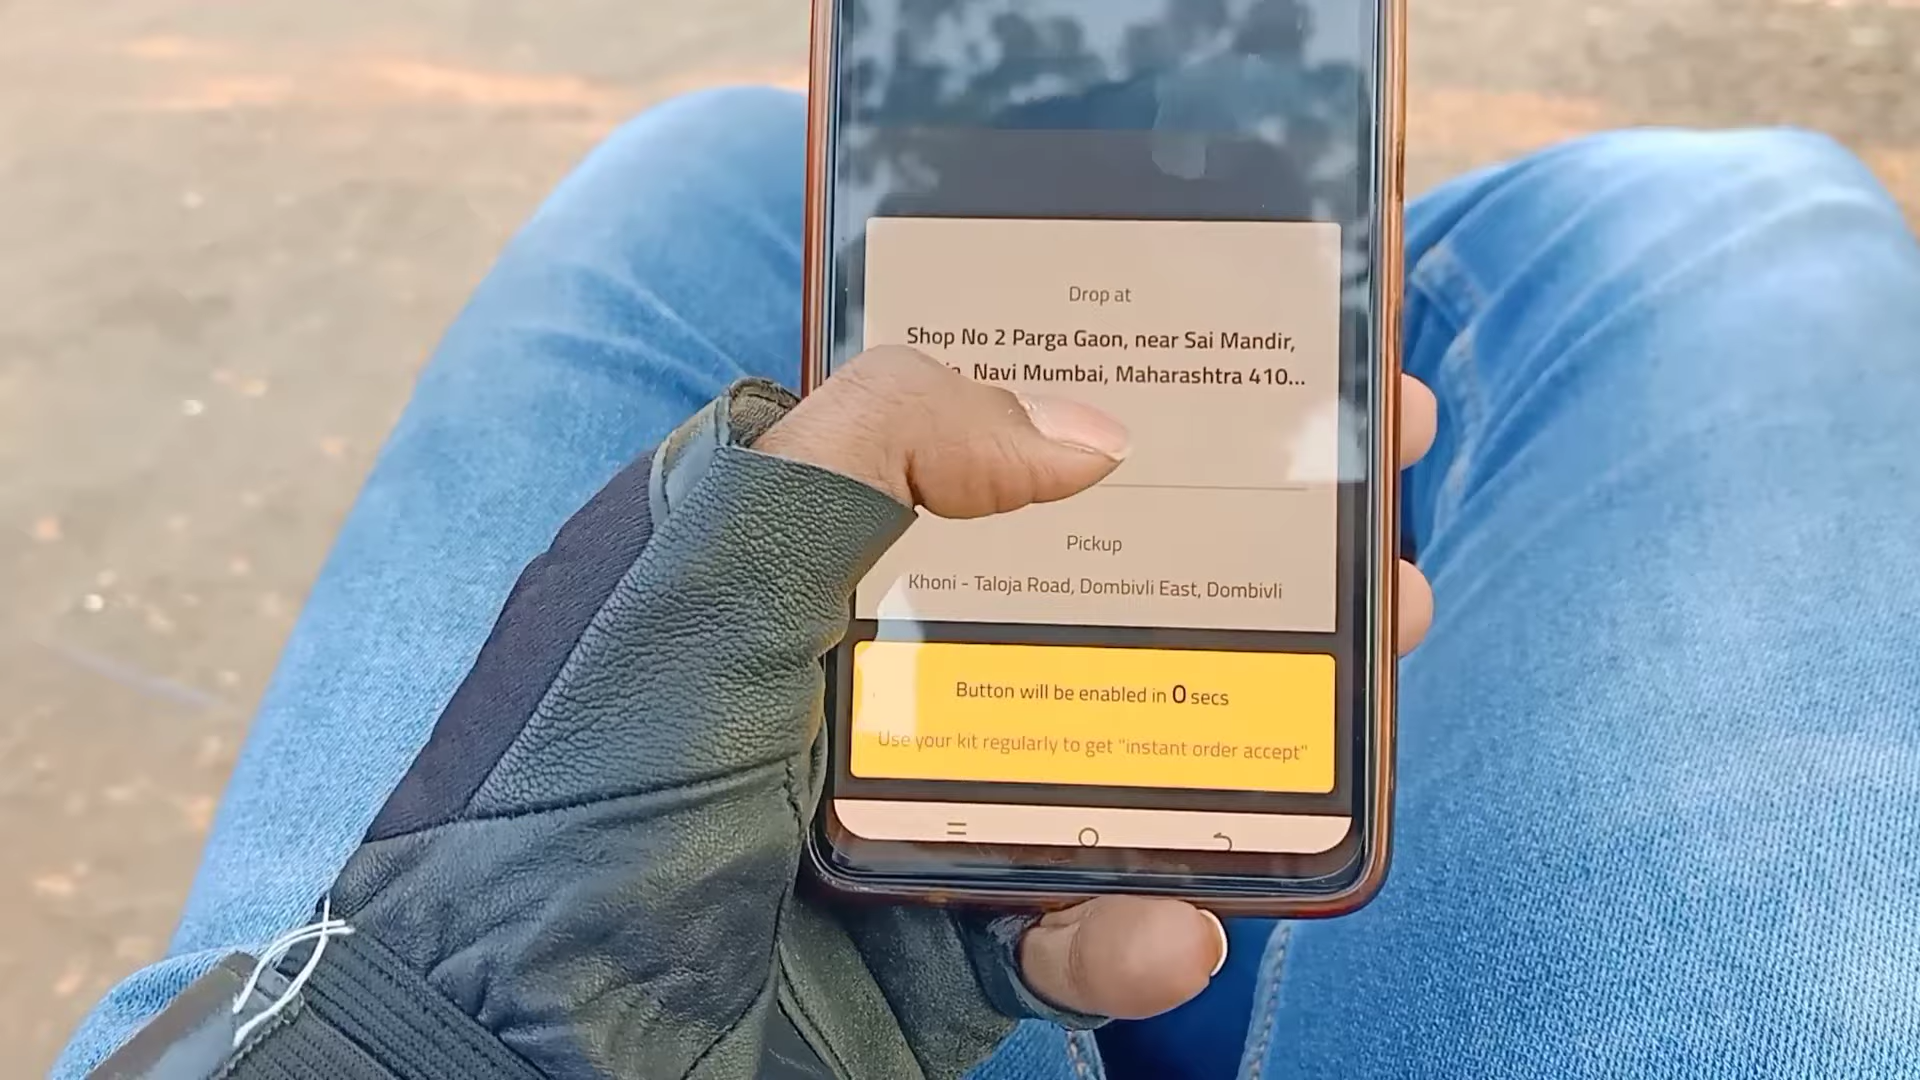 Drop at
Shop No 2 Parga Gaon, near Sai Mandir,
Navi Mumbai, Maharashtra 410...
Pickup
Khoni - Taloja Road, Dombivli East, Dombivli
Button will be enabled in 0 secs
Use your kit regularly to get "instant order accept"